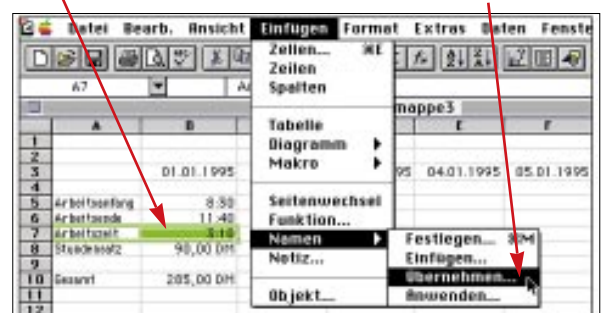 Datei Bearb. Ansicht Einfügen Format Extras Daten Fenste
A7
mappe3
Zellen... ⌘E
Zeilen
Spalten
Tabelle
Diagramm
Makro
Seitenwechsel
Funktion...
Namen
Notiz...
Objekt...
Festlegen... ⌘M
Einfügen...
Übernehmen...
Anwenden...
A B E F
1
2
3 01.01.1995 95 04.01.1995 05.01.1995
4
5 Arbeitsanfang 8:30
6 Arbeitsende 11:40
7 Arbeitszeit 3:10
8 Stundensatz 90,00 DM
9
10 Gesamt 285,00 DM
11
12